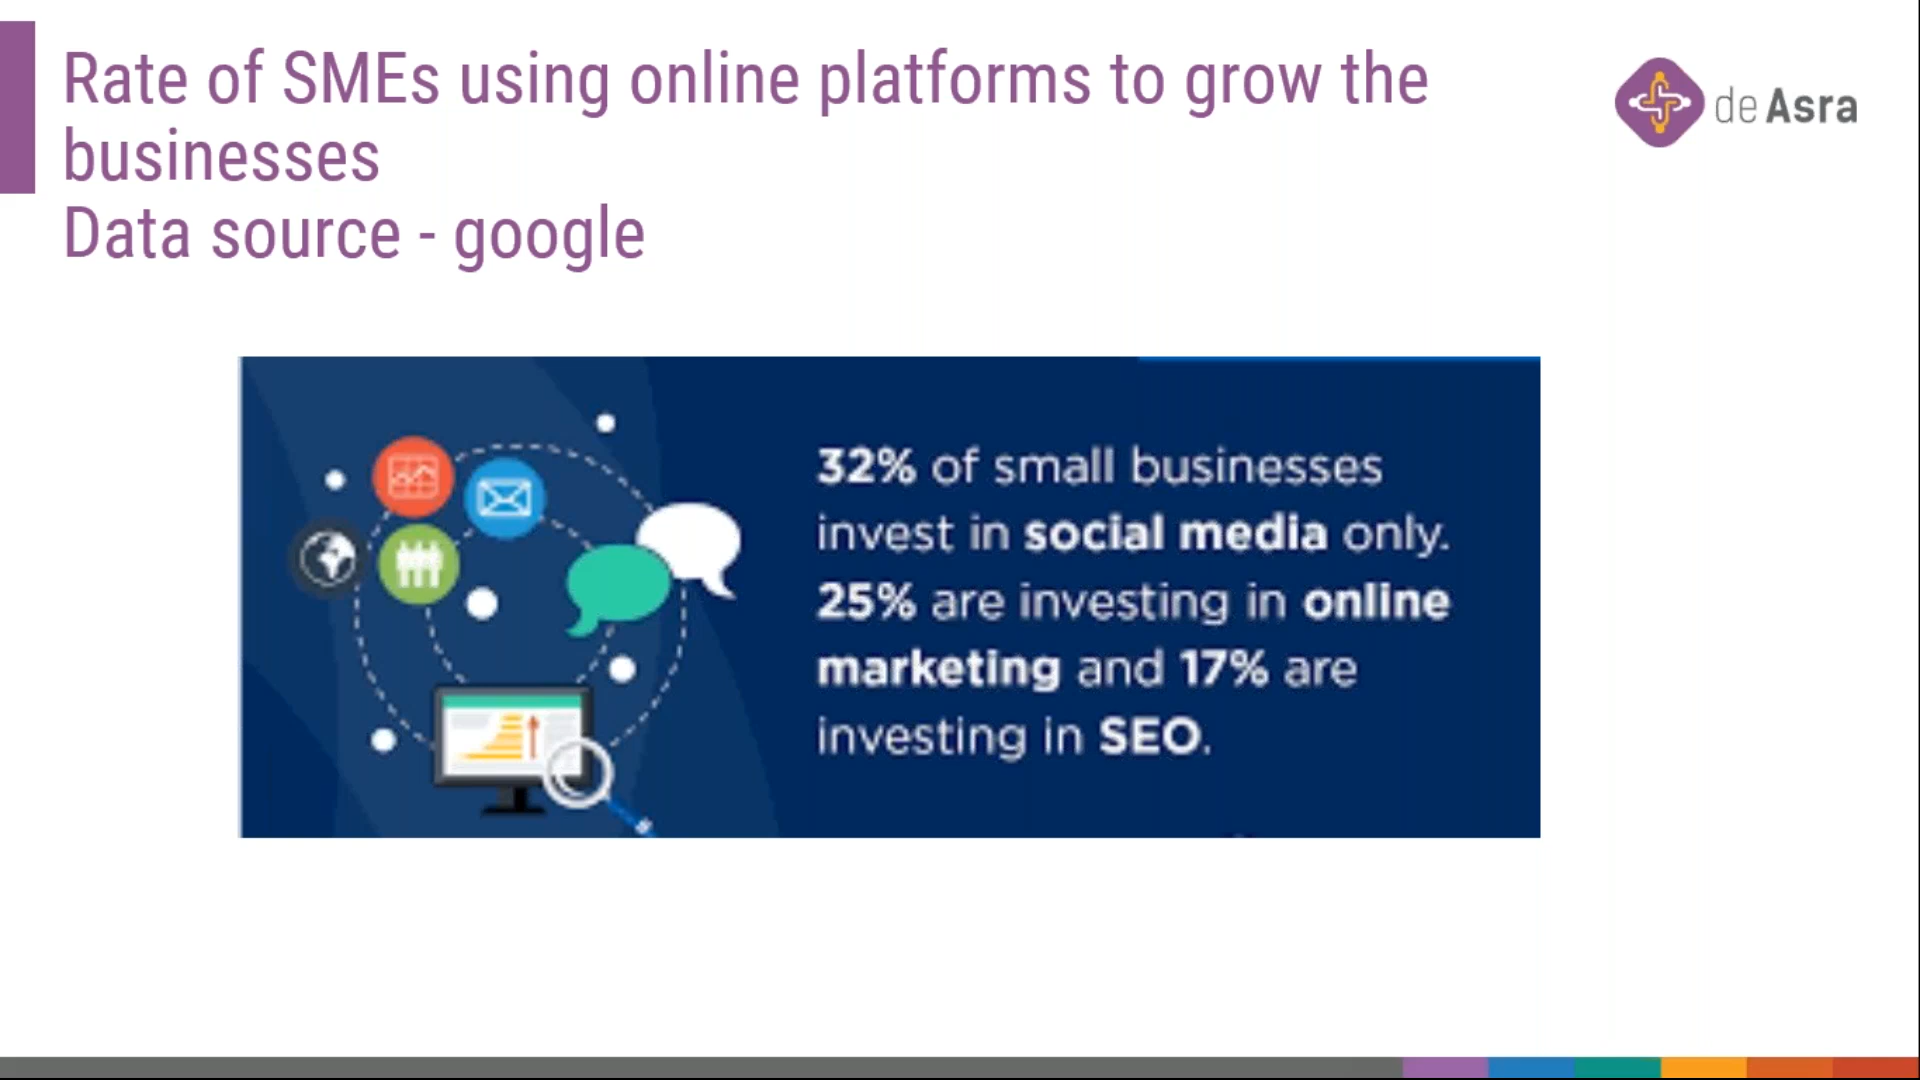 Rate of SMEs using online platforms to grow the
businesses
Data source - google
de Asra
32% of small businesses
invest in social media only.
25% are investing in online
marketing and 17% are
investing in SEO.